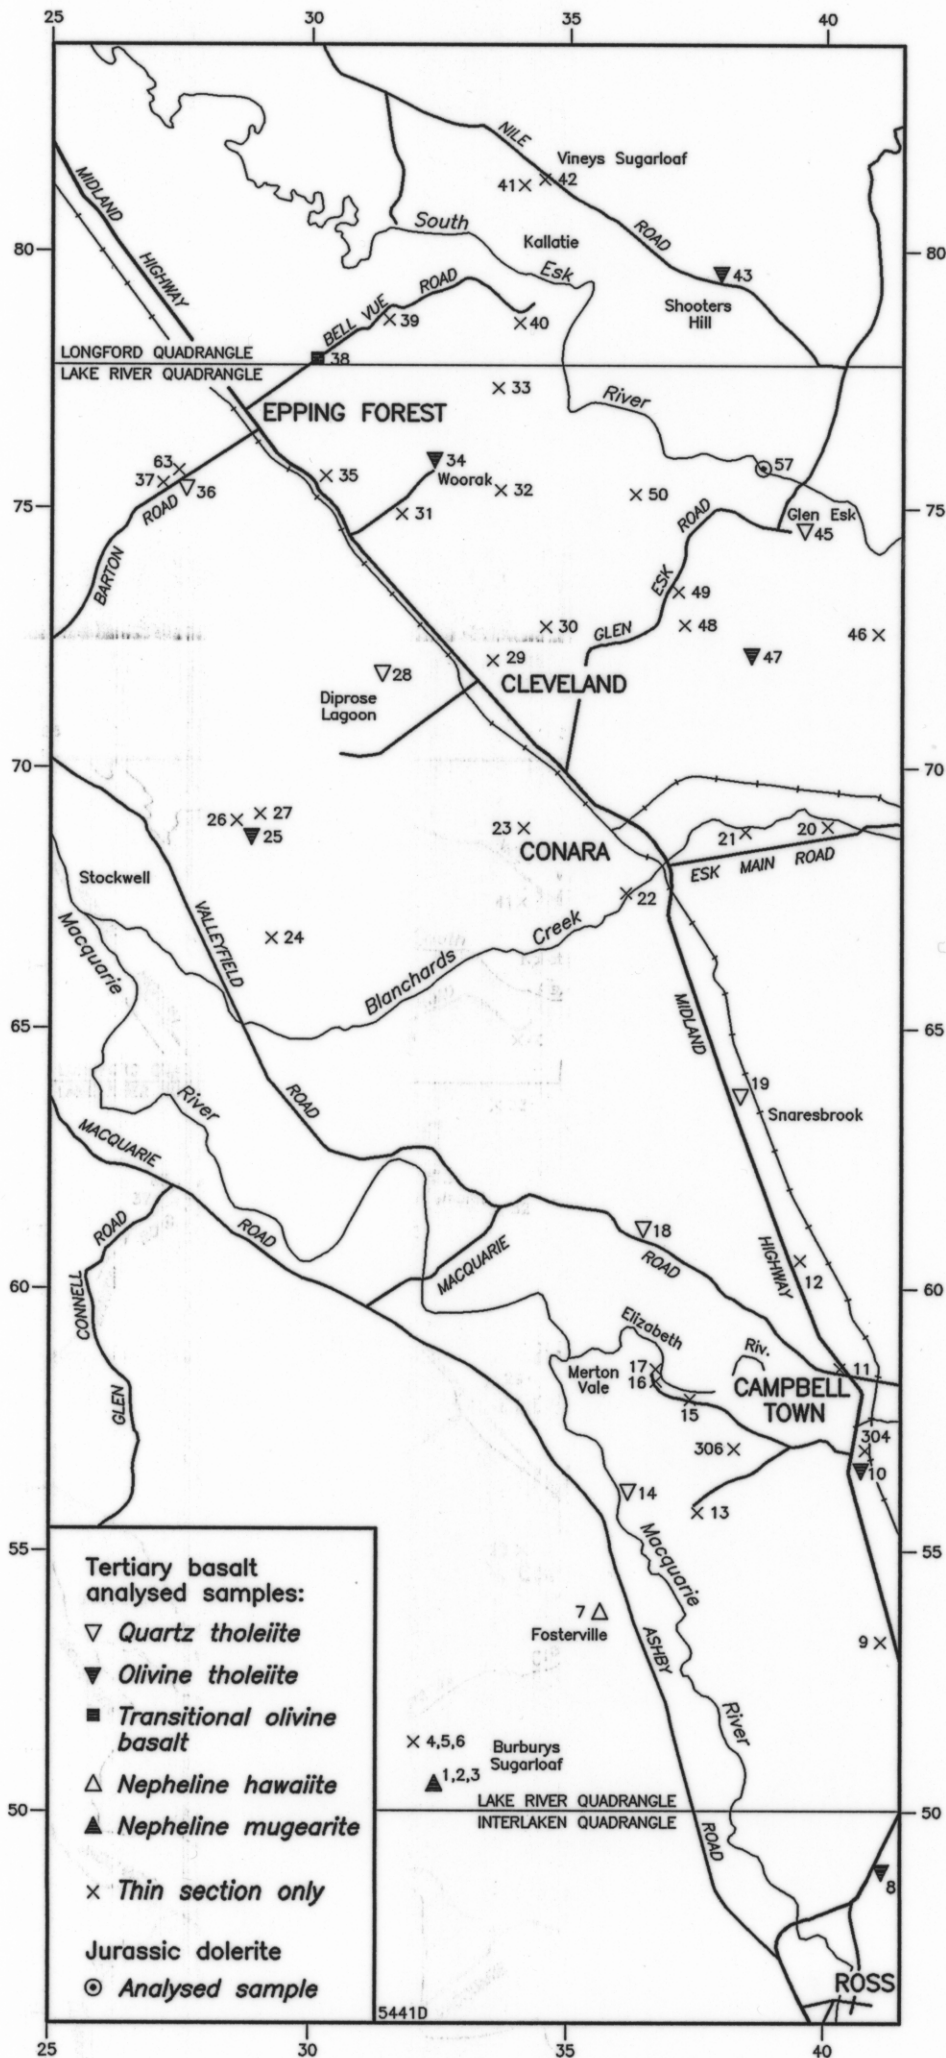 25
30
35
40
NILE
Vineys Sugarloaf
41
42
MIDLAND
South
ROAD
Kallatie
80
80
HIGHWAY
Esk
43
BELL VUE ROAD
Shooters
Hill
39
40
LONGFORD QUADRANGLE
38
LAKE RIVER QUADRANGLE
33
River
EPPING FOREST
63
34
57
37
36
35
Woorak
32
50
75
ROAD
31
ROAD
Glen Esk
75
45
BARTON
ESK
49
30
GLEN
48
46
29
47
28
CLEVELAND
Diprose
Lagoon
70
70
26
27
25
23
21
20
CONARA
ESK MAIN ROAD
Stockwell
22
VALLEYFIELD
24
Creek
Macquarie
Blanchards
65
MIDLAND
65
19
River
ROAD
Snaresbrook
MACQUARIE
ROAD
ROAD
18
MACQUARIE
ROAD
HIGHWAY
12
60
60
CONNELL
Elizabeth
Riv.
17
11
Merton
Vale
16
CAMPBELL
TOWN
GLEN
15
304
306
10
14
13
55
55
Macquarie
7
Fosterville
ASHBY
9
River
4,5,6
Burburys
Sugarloaf
1,2,3
50
LAKE RIVER QUADRANGLE
50
INTERLAKEN QUADRANGLE
ROAD
8
ROSS
Tertiary basalt
analysed samples:
Quartz tholeiite
Olivine tholeiite
Transitional olivine
basalt
Nepheline hawaiite
Nepheline mugearite
Thin section only
Jurassic dolerite
Analysed sample
5441D
25
30
35
40